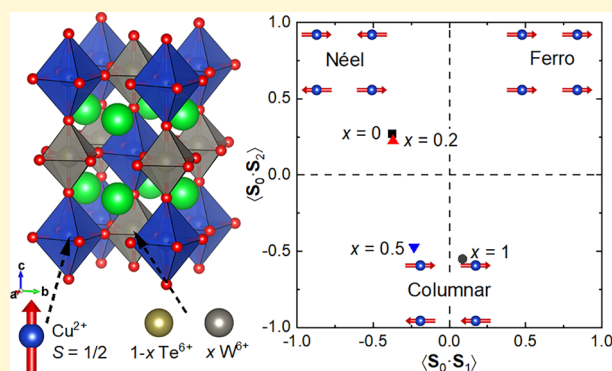 c
a
b
Cu²⁺
S = 1/2
1-x Te⁶⁺
x W⁶⁺
1.0
0.5
0.0
-0.5
-1.0
⟨S₀·S₂⟩
Néel
Ferro
x = 0
x = 0.2
x = 0.5
x = 1
Columnar
-1.0 -0.5 0.0 0.5 1.0
⟨S₀·S₁⟩